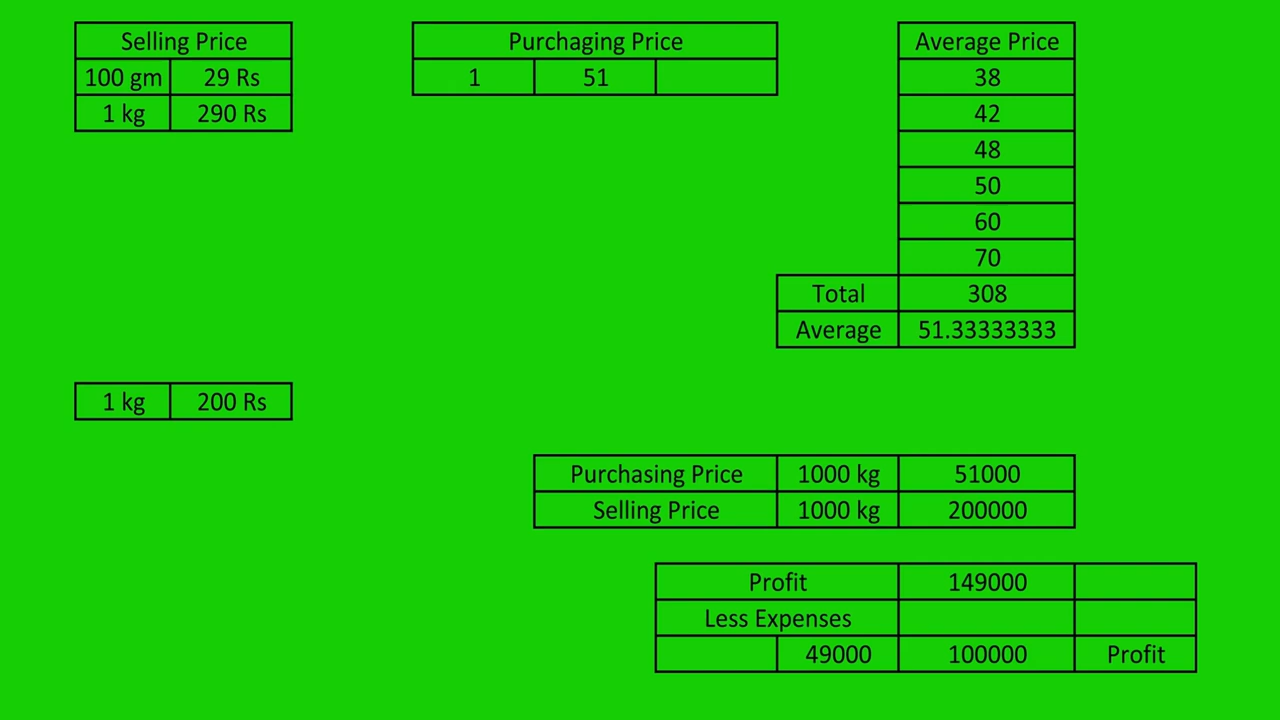 Selling Price
100 gm 29 Rs
1 kg 290 Rs
Purchaging Price
1 51
Average Price
38
42
48
50
60
70
Total 308
Average 51.33333333
1 kg 200 Rs
Purchasing Price 1000 kg 51000
Selling Price 1000 kg 200000
Profit 149000
Less Expenses
49000 100000 Profit